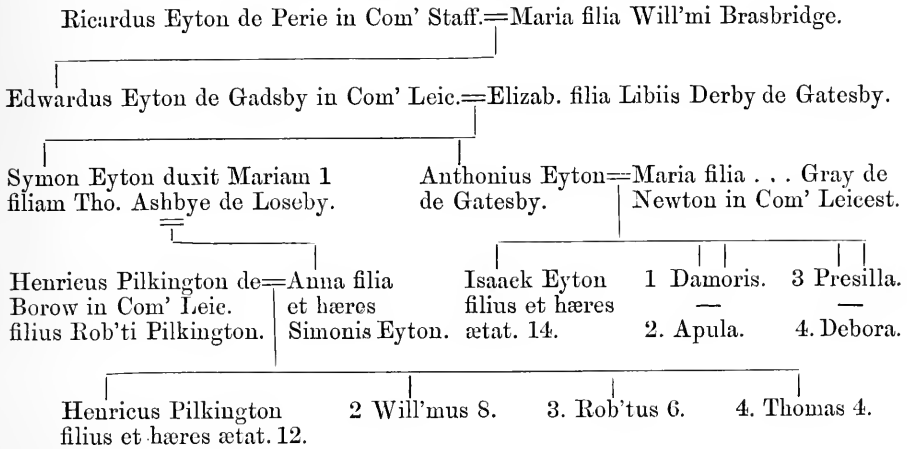 Ricardus Eyton de Perie in Com' Staff.=Maria filia Will'mi Brasbridge.
Edwardus Eyton de Gadsby in Com' Leic.=Elizab. filia Libiis Derby de Gatesby.
Symon Eyton duxit Mariam 1
filiam Tho. Ashbye de Loseby.
Anthonius Eyton=Maria filia . . . Gray de
de Gatesby. Newton in Com' Leicest.
Henricus Pilkington de=Anna filia
Borow in Com' Leic. et hæres
filius Rob'ti Pilkington. Simonis Eyton.
Isaack Eyton
filius et hæres
ætat. 14.
1 Damoris. 3 Presilla.
2. Apula. 4. Debora.
Henricus Pilkington
filius et hæres ætat. 12.
2 Will'mus 8. 3. Rob'tus 6. 4. Thomas 4.